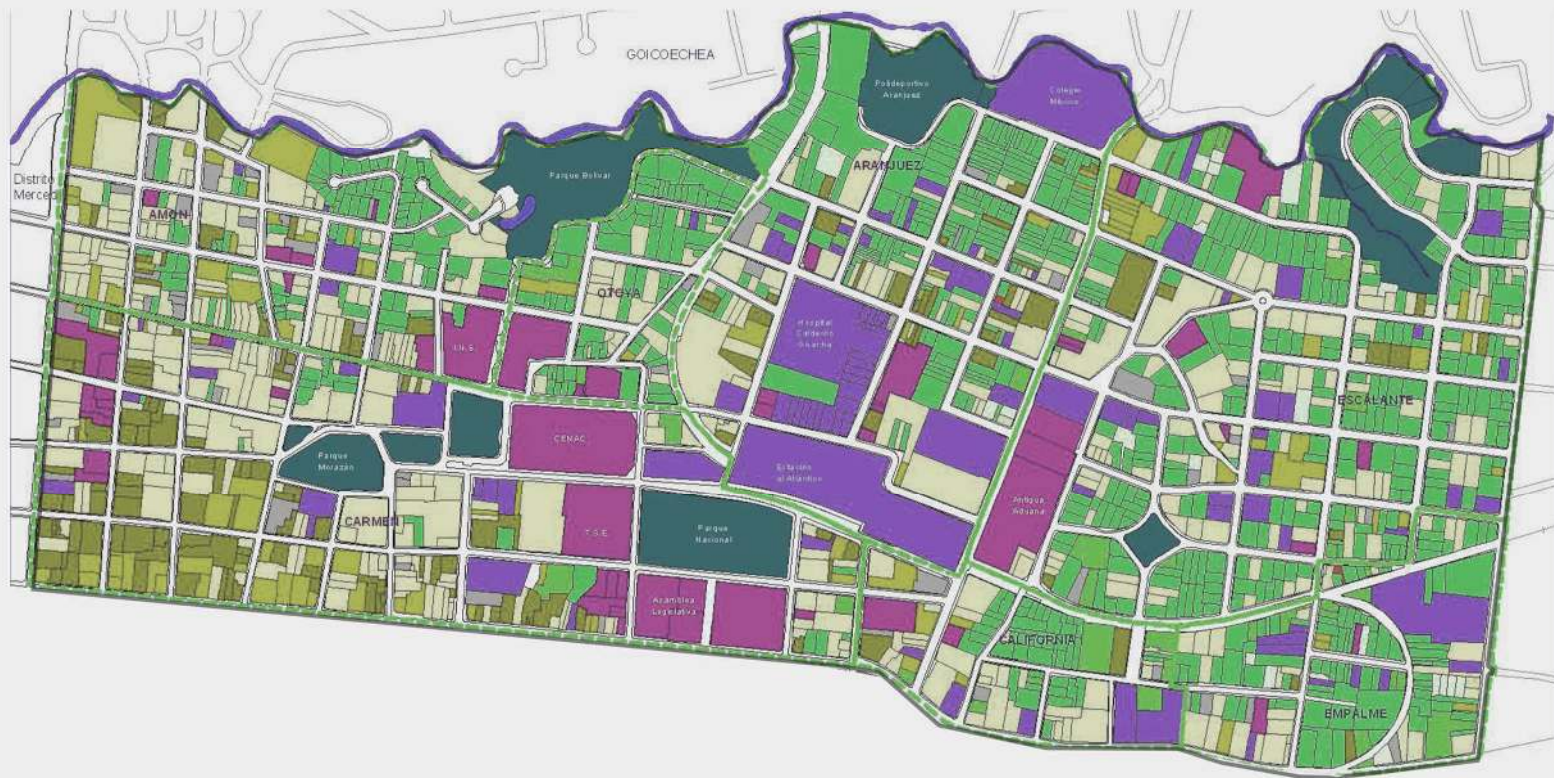 GOICOECHEA
Polideportivo
Aranjuez
Colegio
México
ARANJUEZ
Parque Bolívar
Distrito
Merced
AMÓN
OTOYA
Hospital
Calderón
Guardia
I.N.S.
ESCALANTE
CENAC
Parque
Morazán
Estación
al Atlántico
Antigua
Aduana
CARMEN
T.S.E.
Parque
Nacional
Asamblea
Legislativa
CALIFORNIA
EMPALME